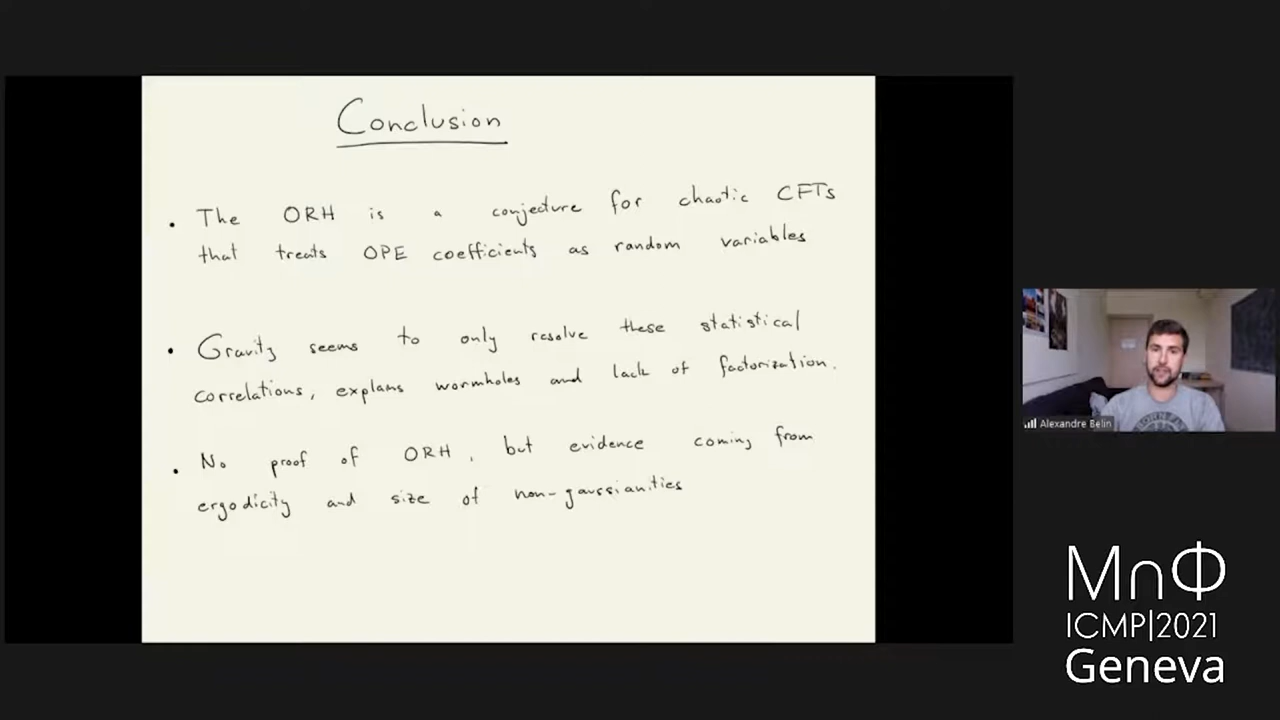 Conclusion
• The ORH is a conjecture for chaotic CFTs
that treats OPE coefficients as random variables
• Gravity seems to only resolve these statistical
correlations, explains wormholes and lack of factorization.
• No proof of ORH, but evidence coming from
ergodicity and size of non-gaussianities
Alexandre Belin
M∩Φ
ICMP|2021
Geneva